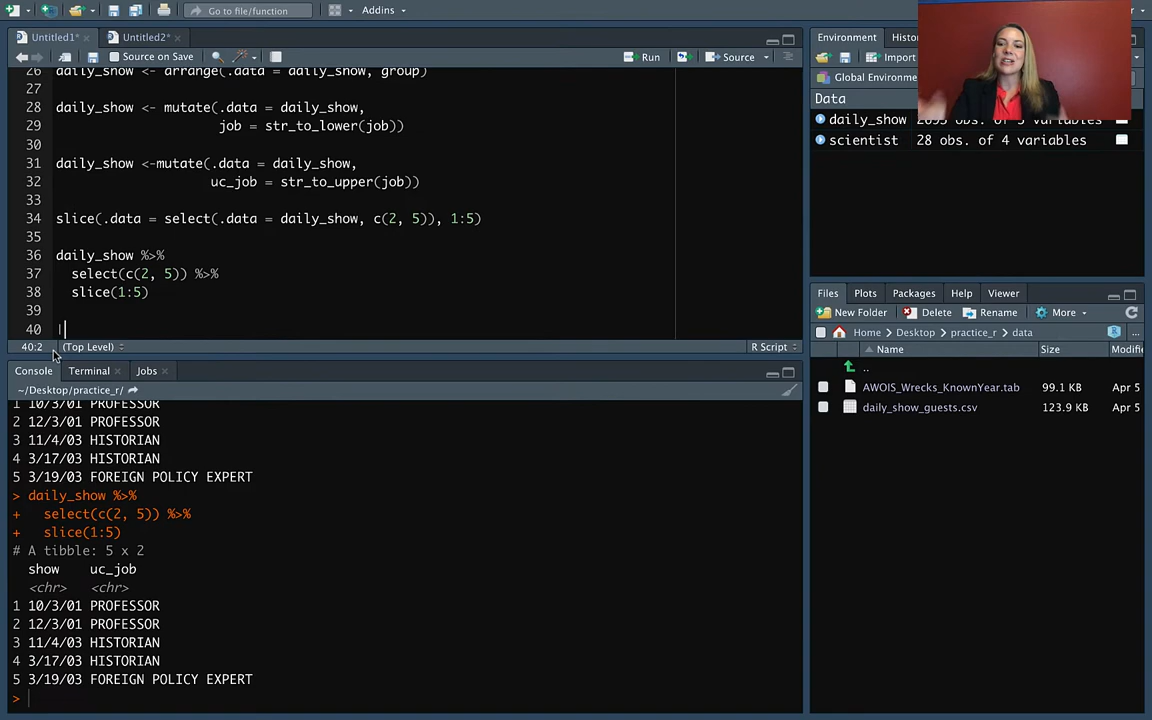 Go to file/function
Addins
Untitled1*
Untitled2*
Source on Save
Run
Source
26 daily_show <- arrange(.data = daily_show, group)
27
28 daily_show <- mutate(.data = daily_show,
29 job = str_to_lower(job))
30
31 daily_show <-mutate(.data = daily_show,
32 uc_job = str_to_upper(job))
33
34 slice(.data = select(.data = daily_show, c(2, 5)), 1:5)
35
36 daily_show %>%
37 select(c(2, 5)) %>%
38 slice(1:5)
39
40
40:2 (Top Level) R Script
Console Terminal Jobs
~/Desktop/practice_r/
1 10/3/01 PROFESSOR
2 12/3/01 PROFESSOR
3 11/4/03 HISTORIAN
4 3/17/03 HISTORIAN
5 3/19/03 FOREIGN POLICY EXPERT
> daily_show %>%
+ select(c(2, 5)) %>%
+ slice(1:5)
# A tibble: 5 x 2
show uc_job
<chr> <chr>
1 10/3/01 PROFESSOR
2 12/3/01 PROFESSOR
3 11/4/03 HISTORIAN
4 3/17/03 HISTORIAN
5 3/19/03 FOREIGN POLICY EXPERT
>
Environment
Import
Global Environme
Data
daily_show 2693 obs. of 5 variables
scientist 28 obs. of 4 variables
Files Plots Packages Help Viewer
New Folder Delete Rename More
Home Desktop practice_r data
Name Size Modifie
..
AWOIS_Wrecks_KnownYear.tab 99.1 KB Apr 5
daily_show_guests.csv 123.9 KB Apr 5